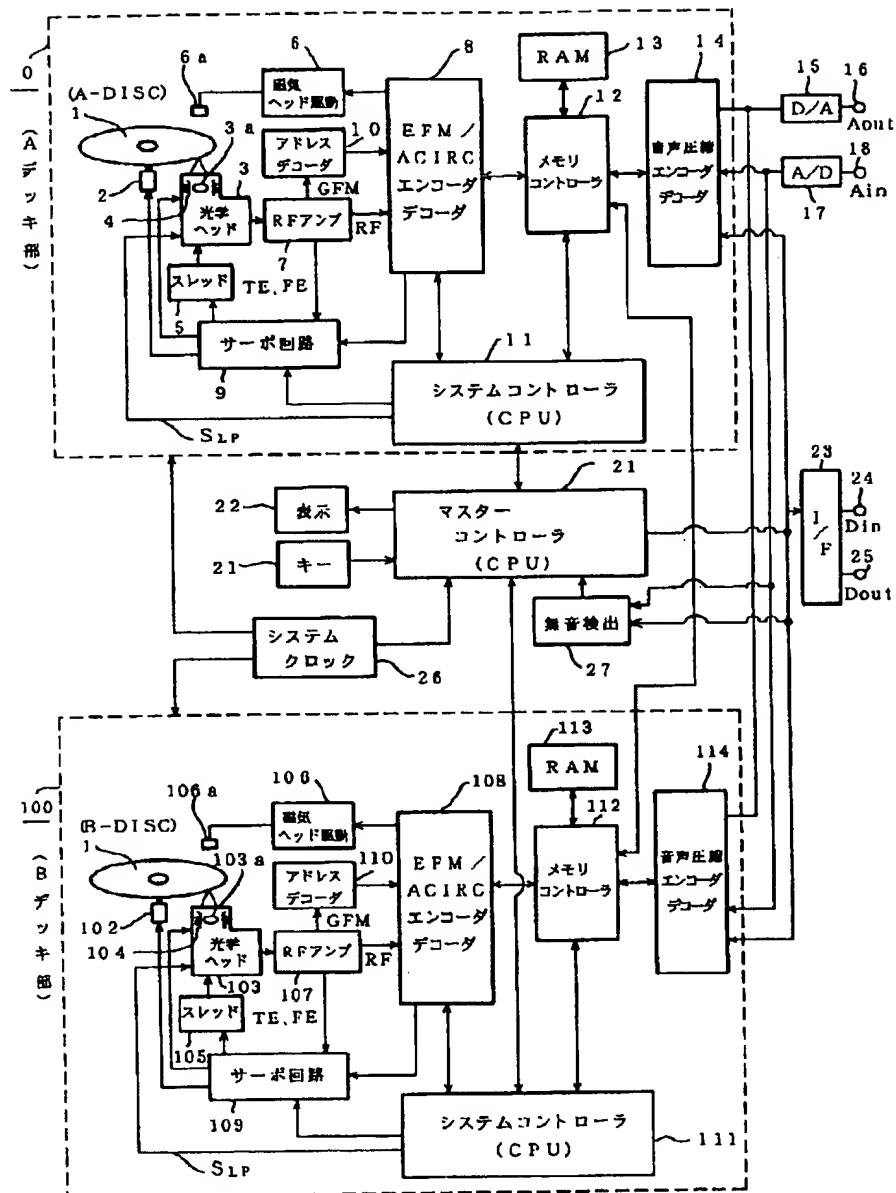 0
(Aデッキ部)
6a
6
磁気
ヘッド駆動
8
RAM
13
14
(A-DISC)
1
3a
3
アドレス
デコーダ
10
EFM/
ACIRC
エンコーダ
デコーダ
12
メモリ
コントローラ
音声圧縮
エンコーダ
デコーダ
15
D/A
16
Aout
18
A/D
Ain
17
2
4
光学
ヘッド
GFM
RFアンプ
7
RF
スレッド
5
TE、FE
サーボ回路
9
11
システムコントローラ
(CPU)
SLP
21
23
22
表示
マスター
コントローラ
(CPU)
24
I/F
Din
21
キー
25
Dout
システム
クロック
26
無音検出
27
100
(Bデッキ部)
106a
106
磁気
ヘッド駆動
108
113
RAM
114
(B-DISC)
1
103a
アドレス
デコーダ
110
EFM/
ACIRC
エンコーダ
デコーダ
112
メモリ
コントローラ
音声圧縮
エンコーダ
デコーダ
102
104
光学
ヘッド
103
GFM
RFアンプ
107
RF
スレッド
105
TE、FE
サーボ回路
109
システムコントローラ
(CPU)
111
SLP